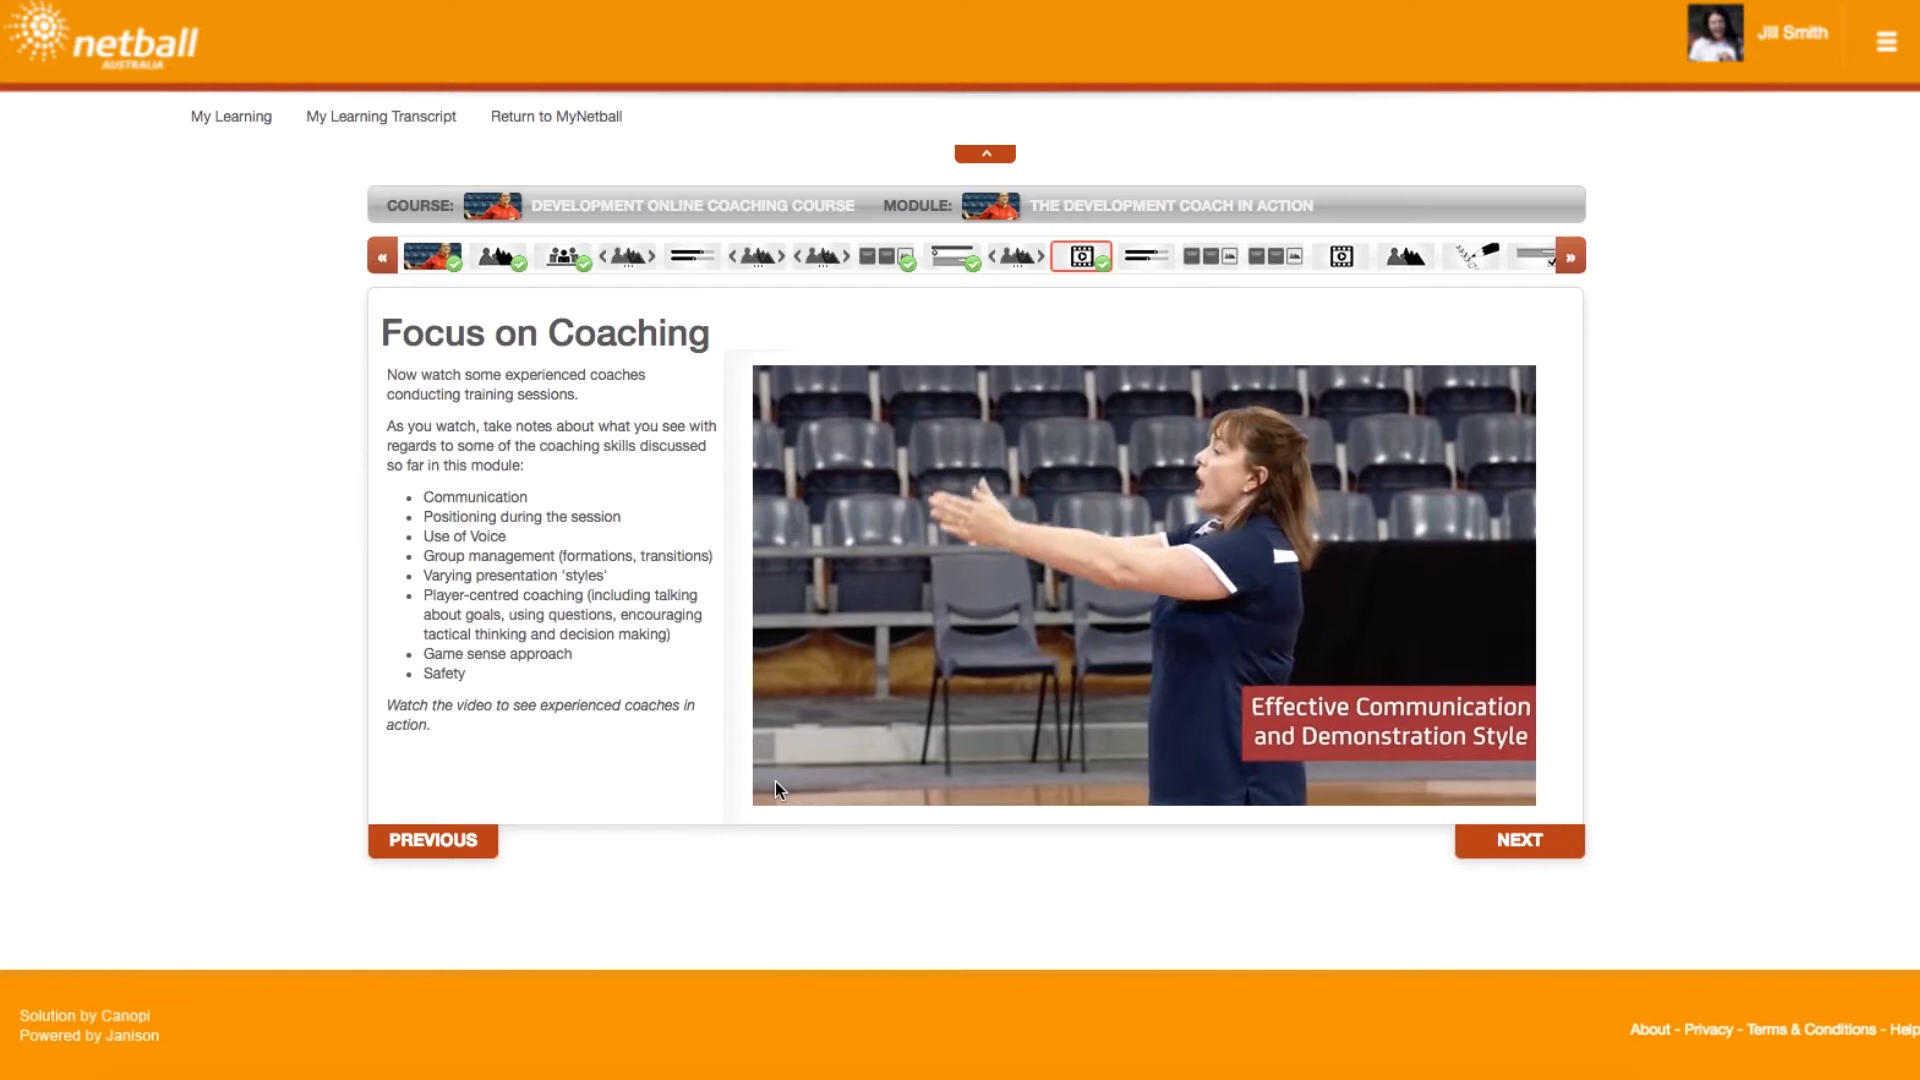 netball
AUSTRALIA
Jill Smith
My Learning
My Learning Transcript
Return to MyNetball
COURSE:
DEVELOPMENT ONLINE COACHING COURSE
MODULE:
THE DEVELOPMENT COACH IN ACTION
Focus on Coaching
Now watch some experienced coaches
conducting training sessions.
As you watch, take notes about what you see with
regards to some of the coaching skills discussed
so far in this module:
Communication
Positioning during the session
Use of Voice
Group management (formations, transitions)
Varying presentation ‘styles’
Player-centred coaching (including talking
about goals, using questions, encouraging
tactical thinking and decision making)
Game sense approach
Safety
Watch the video to see experienced coaches in
action.
Effective Communication
and Demonstration Style
PREVIOUS
NEXT
Solution by Canopi
Powered by Janison
About - Privacy - Terms & Conditions - Help